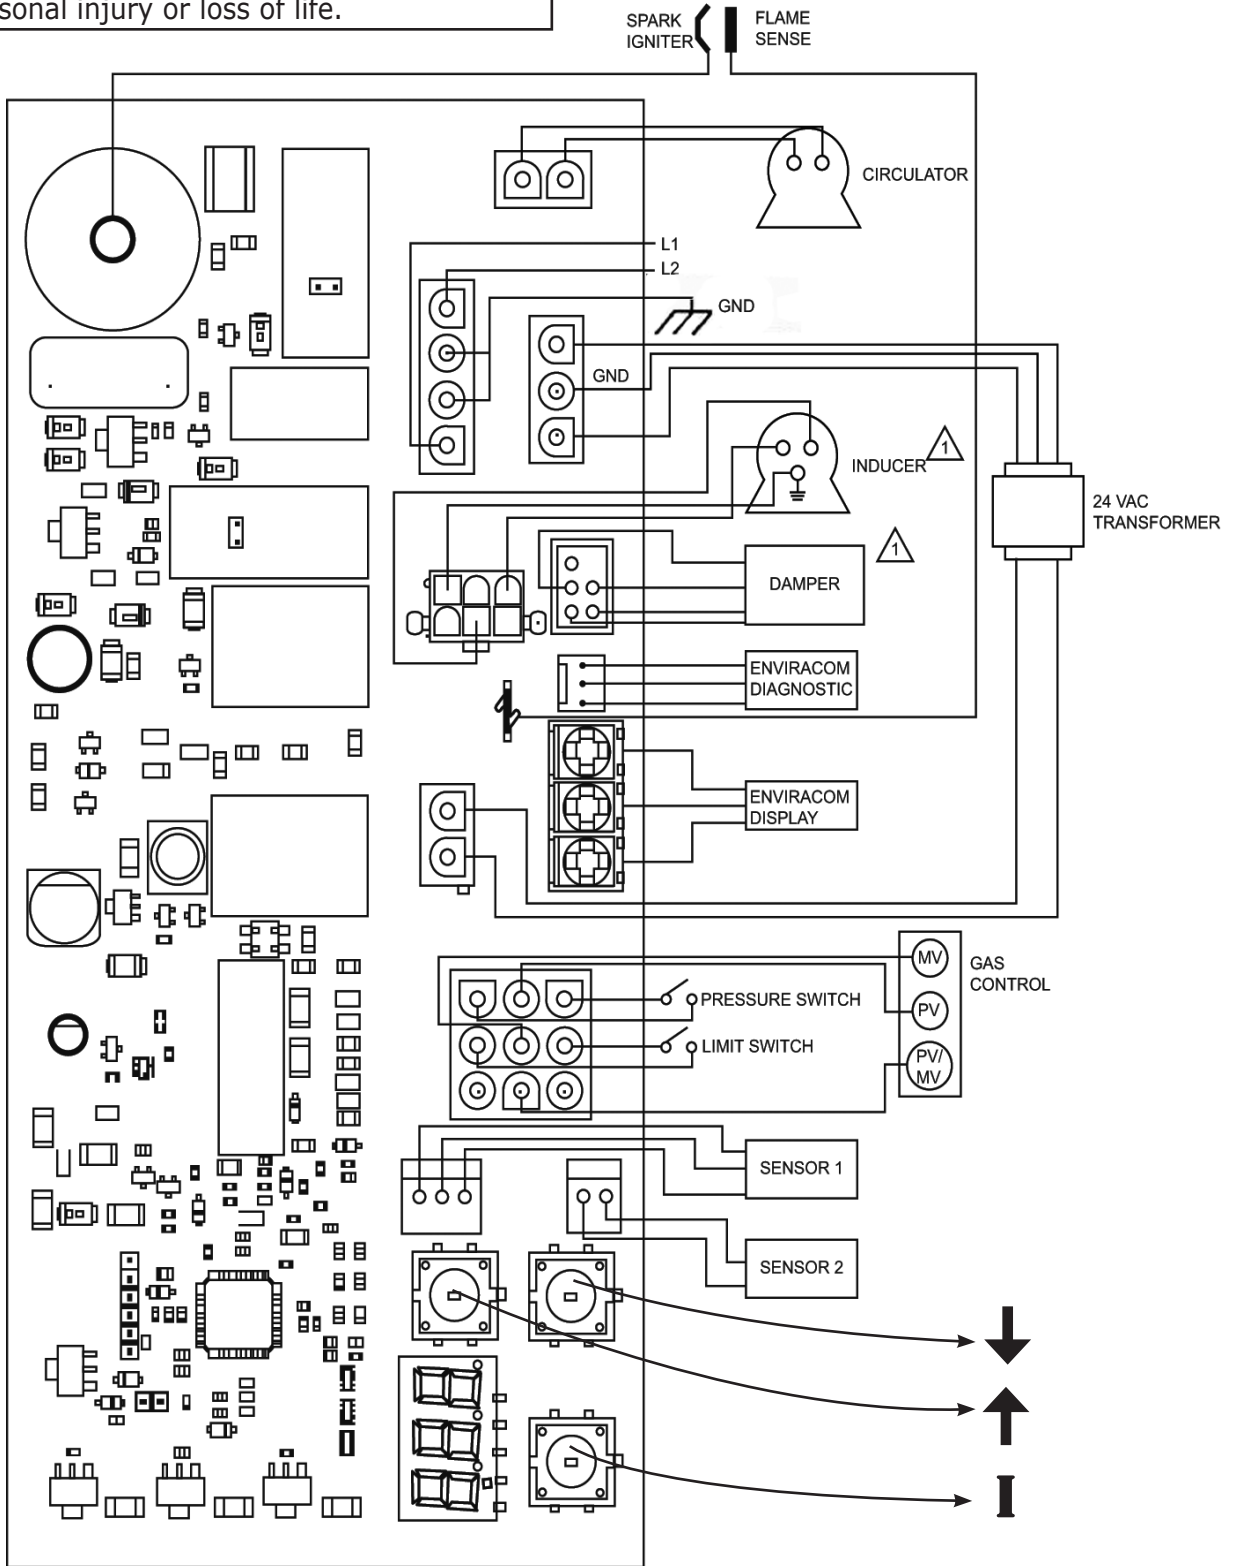 sonal injury or loss of life.
SPARK
IGNITER
FLAME
SENSE
CIRCULATOR
L1
L2
GND
GND
INDUCER
1
24 VAC
TRANSFORMER
1
DAMPER
ENVIRACOM
DIAGNOSTIC
ENVIRACOM
DISPLAY
MV
GAS
CONTROL
PRESSURE SWITCH
PV
LIMIT SWITCH
PV/
MV
SENSOR 1
SENSOR 2
I